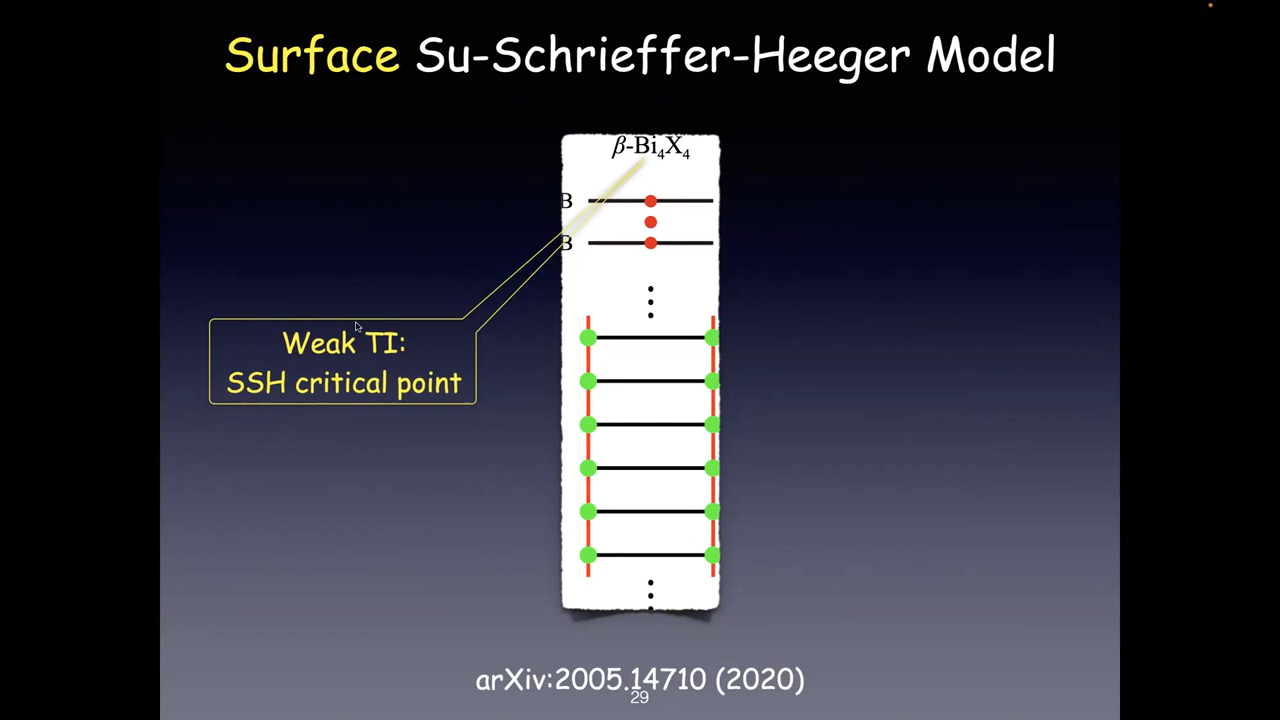 Surface Su-Schrieffer-Heeger Model
β-Bi₄X₄
B
B
Weak TI:
SSH critical point
arXiv:2005.14710 (2020)
29